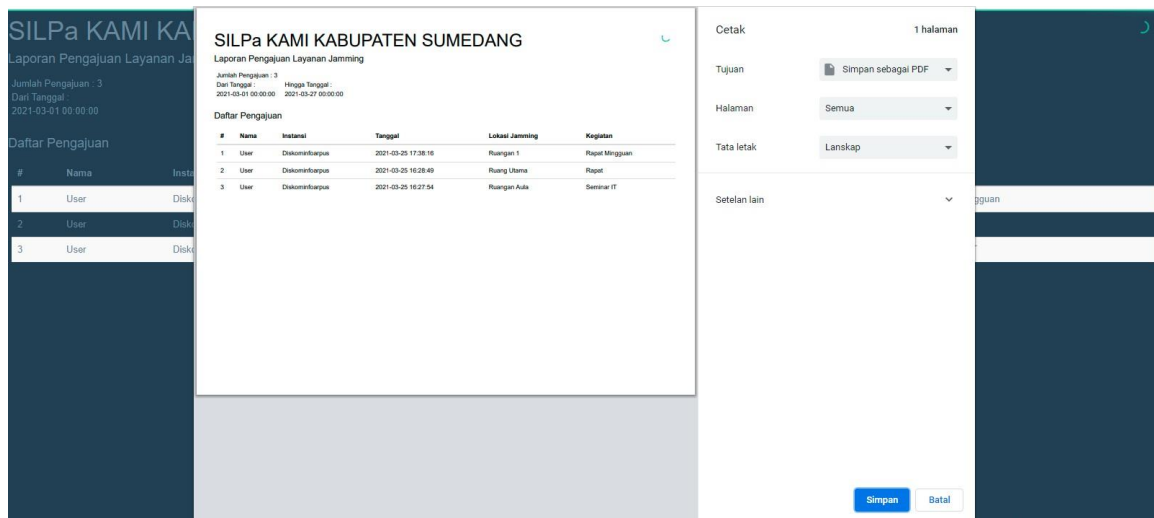 SILPa KAMI KA
Laporan Pengajuan Layanan Ja
Jumlah Pengajuan : 3
Dari Tanggal :
2021-03-01 00:00:00
Daftar Pengajuan
# Nama Insta
1 User Disk
2 User Disk
3 User Disk
SILPa KAMI KABUPATEN SUMEDANG
Laporan Pengajuan Layanan Jamming
Jumlah Pengajuan : 3
Dari Tanggal : Hingga Tanggal :
2021-03-01 00:00:00 2021-03-27 00:00:00
Daftar Pengajuan
# Nama Instansi Tanggal Lokasi Jamming Kegiatan
1 User Diskominfoarpus 2021-03-25 17:38:16 Ruangan 1 Rapat Mingguan
2 User Diskominfoarpus 2021-03-25 16:28:49 Ruang Utama Rapat
3 User Diskominfoarpus 2021-03-25 16:27:54 Ruangan Aula Seminar IT
Cetak 1 halaman
Tujuan Simpan sebagai PDF
Halaman Semua
Tata letak Lanskap
Setelan lain
Simpan Batal
gguan